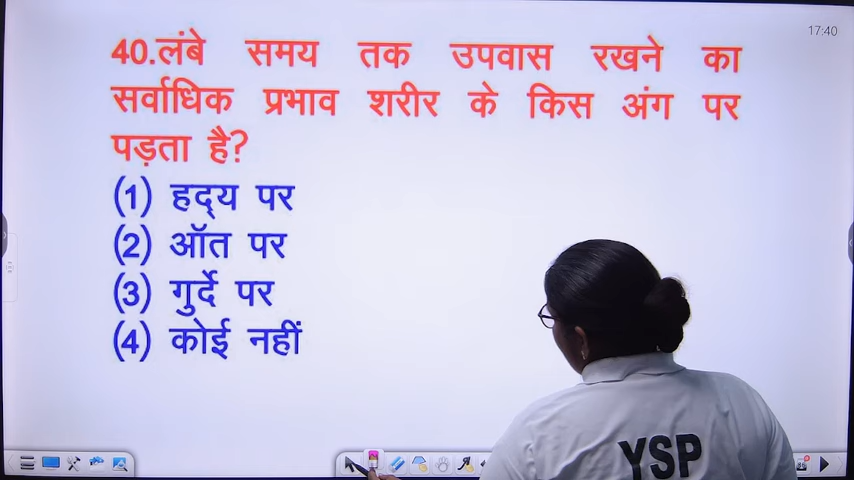 17:40
40.लंबे समय तक उपवास रखने का
सर्वाधिक प्रभाव शरीर के किस अंग पर
पड़ता है?
(1) हद्य पर
(2) ऑत पर
(3) गुर्दे पर
(4) कोई नहीं
YSP